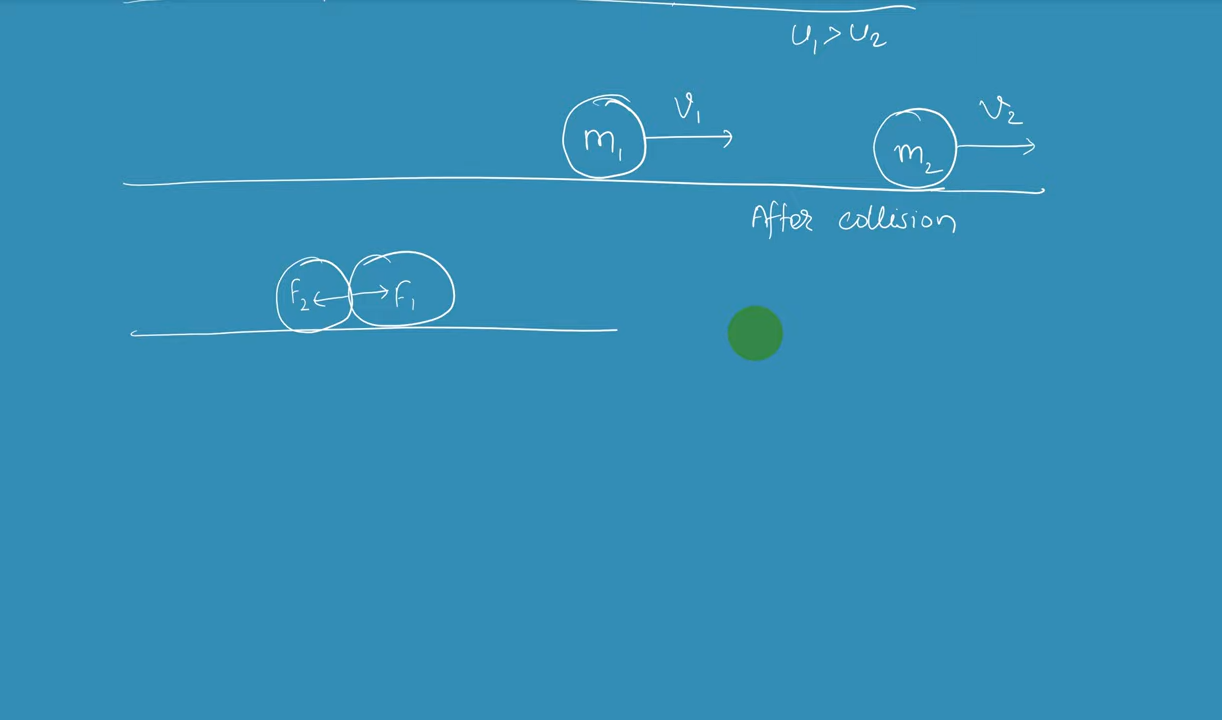 u₁ > u₂
v₁ v₂
m₁ m₂
After collision
F₂ F₁